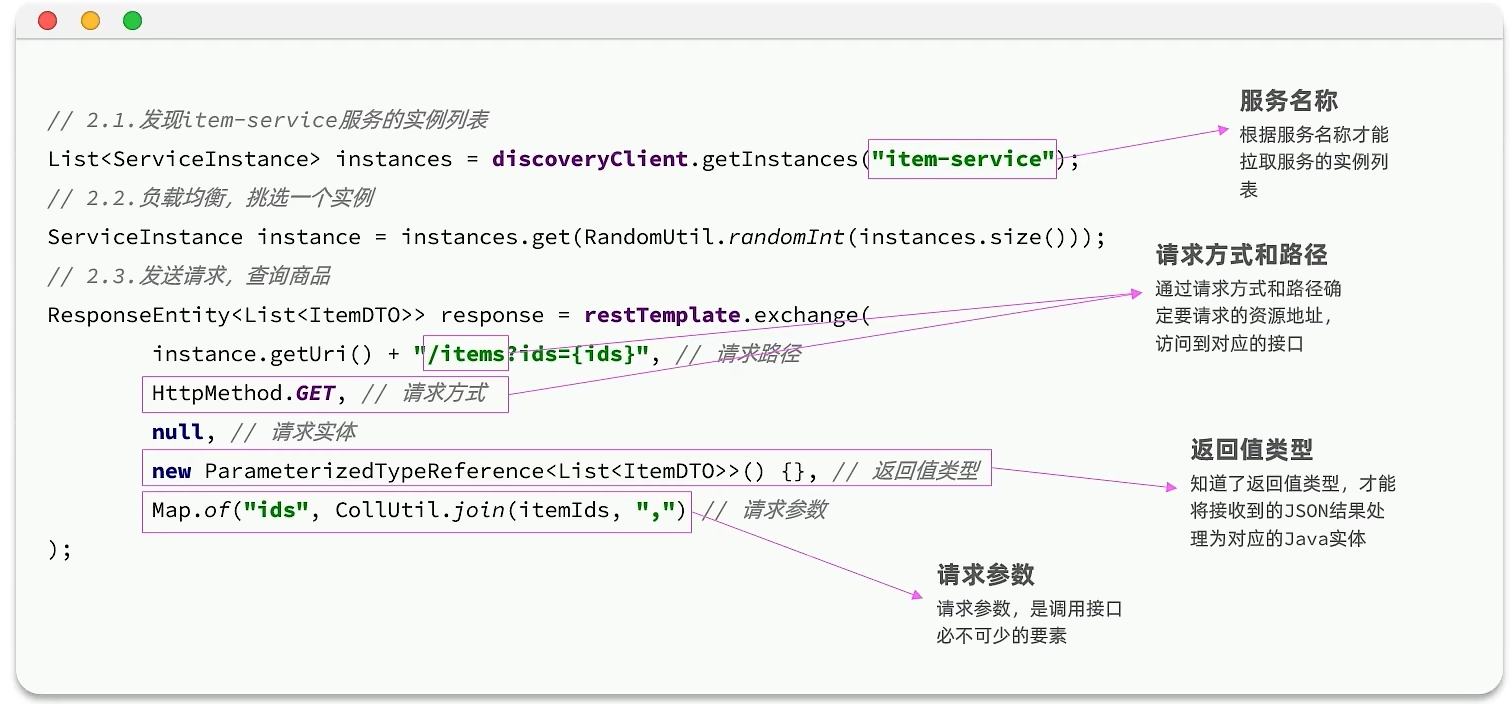 // 2.1.发现item-service服务的实例列表
List<ServiceInstance> instances = discoveryClient.getInstances("item-service");
// 2.2.负载均衡，挑选一个实例
ServiceInstance instance = instances.get(RandomUtil.randomInt(instances.size()));
// 2.3.发送请求，查询商品
ResponseEntity<List<ItemDTO>> response = restTemplate.exchange(
instance.getUri() + "/items?ids={ids}", // 请求路径
HttpMethod.GET, // 请求方式
null, // 请求实体
new ParameterizedTypeReference<List<ItemDTO>>() {}, // 返回值类型
Map.of("ids", CollUtil.join(itemIds, ",") // 请求参数
);
服务名称
根据服务名称才能
拉取服务的实例列
表
请求方式和路径
通过请求方式和路径确
定要请求的资源地址，
访问到对应的接口
返回值类型
知道了返回值类型，才能
将接收到的JSON结果处
理为对应的Java实体
请求参数
请求参数，是调用接口
必不可少的要素